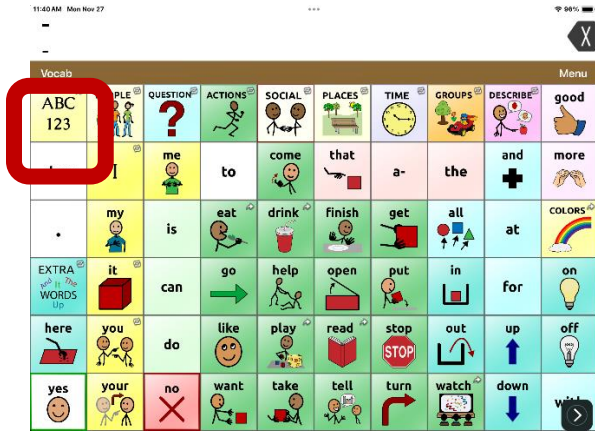 11:40 AM Mon Nov 27
96%
X
Vocab Menu
ABC 123 QUESTION ACTIONS SOCIAL PLACES TIME GROUPS DESCRIBE good
I me to come that a- the and more
. my is eat drink finish get all at COLORS
EXTRA And It The WORDS Up it can go help open put in for on
here you do like play read stop STOP out up off
yes your no want take tell turn watch down